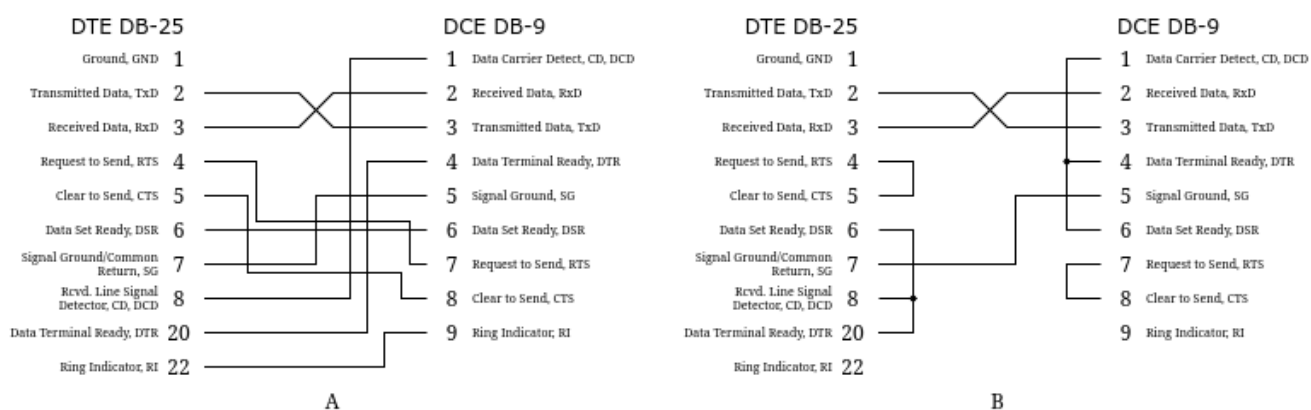 DTE DB-25
DCE DB-9
Ground, GND 1
1 Data Carrier Detect, CD, DCD
Transmitted Data, TxD 2
2 Received Data, RxD
Received Data, RxD 3
3 Transmitted Data, TxD
Request to Send, RTS 4
4 Data Terminal Ready, DTR
Clear to Send, CTS 5
5 Signal Ground, SG
Data Set Ready, DSR 6
6 Data Set Ready, DSR
Signal Ground/Common
Return, SG 7
7 Request to Send, RTS
Rcvd. Line Signal
Detector, CD, DCD 8
8 Clear to Send, CTS
Data Terminal Ready, DTR 20
9 Ring Indicator, RI
Ring Indicator, RI 22
A
DTE DB-25
DCE DB-9
Ground, GND 1
1 Data Carrier Detect, CD, DCD
Transmitted Data, TxD 2
2 Received Data, RxD
Received Data, RxD 3
3 Transmitted Data, TxD
Request to Send, RTS 4
4 Data Terminal Ready, DTR
Clear to Send, CTS 5
5 Signal Ground, SG
Data Set Ready, DSR 6
6 Data Set Ready, DSR
Signal Ground/Common
Return, SG 7
7 Request to Send, RTS
Rcvd. Line Signal
Detector, CD, DCD 8
8 Clear to Send, CTS
Data Terminal Ready, DTR 20
9 Ring Indicator, RI
Ring Indicator, RI 22
B